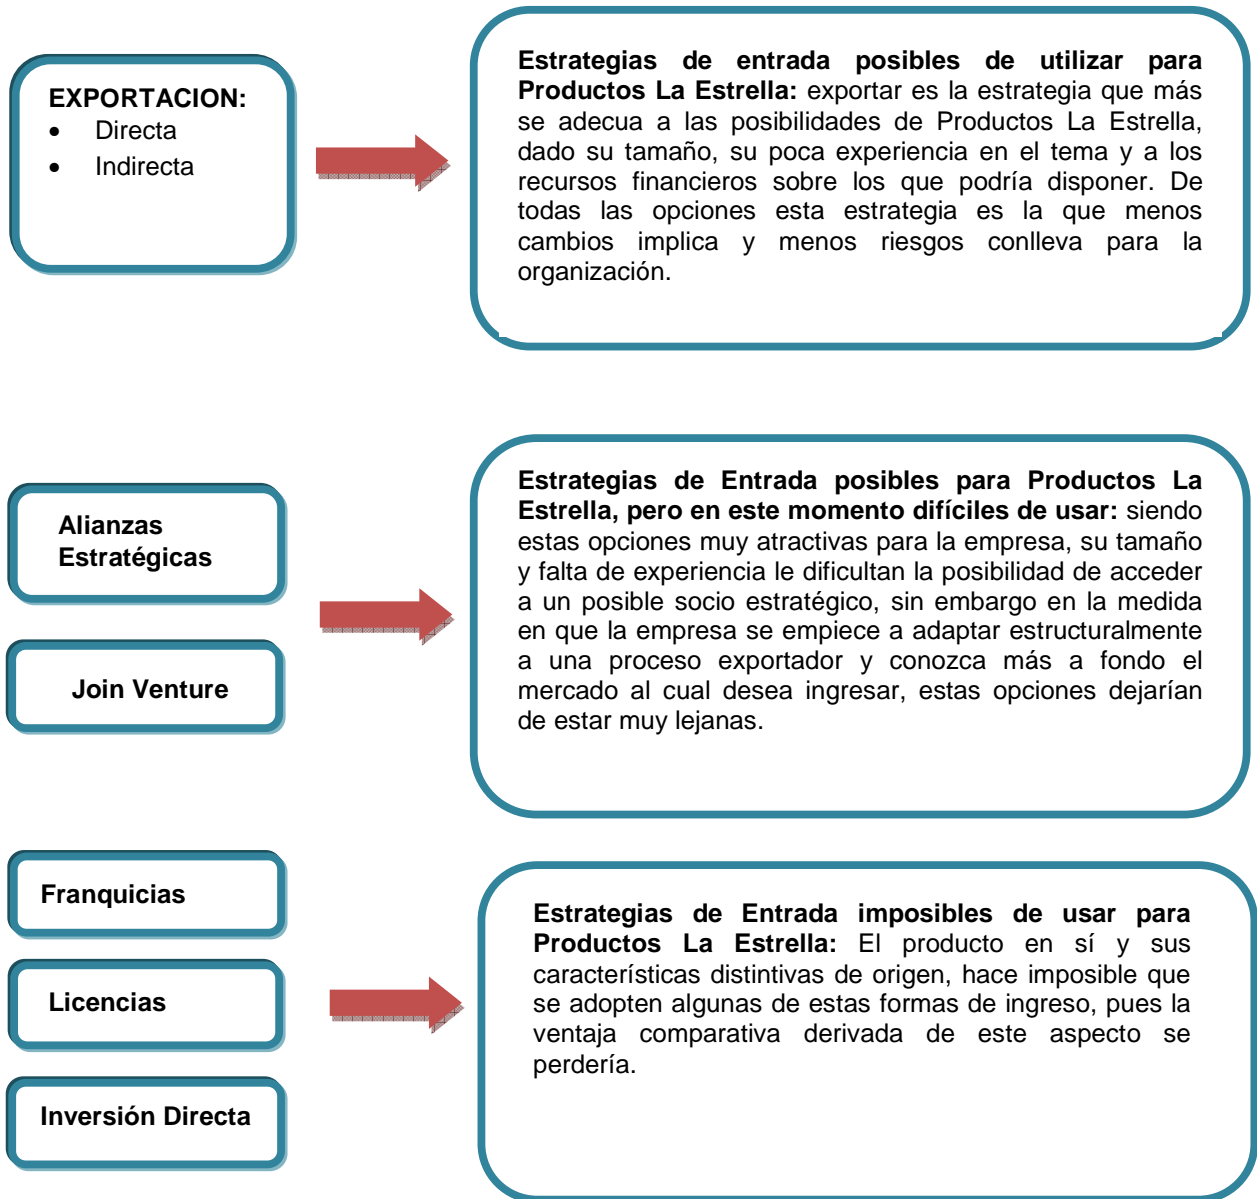 EXPORTACION:
• Directa
• Indirecta
Estrategias de entrada posibles de utilizar para
Productos La Estrella: exportar es la estrategia que más
se adecua a las posibilidades de Productos La Estrella,
dado su tamaño, su poca experiencia en el tema y a los
recursos financieros sobre los que podría disponer. De
todas las opciones esta estrategia es la que menos
cambios implica y menos riesgos conlleva para la
organización.
Alianzas
Estratégicas
Join Venture
Estrategias de Entrada posibles para Productos La
Estrella, pero en este momento difíciles de usar: siendo
estas opciones muy atractivas para la empresa, su tamaño
y falta de experiencia le dificultan la posibilidad de acceder
a un posible socio estratégico, sin embargo en la medida
en que la empresa se empiece a adaptar estructuralmente
a una proceso exportador y conozca más a fondo el
mercado al cual desea ingresar, estas opciones dejarían
de estar muy lejanas.
Franquicias
Licencias
Inversión Directa
Estrategias de Entrada imposibles de usar para
Productos La Estrella: El producto en sí y sus
características distintivas de origen, hace imposible que
se adopten algunas de estas formas de ingreso, pues la
ventaja comparativa derivada de este aspecto se
perdería.